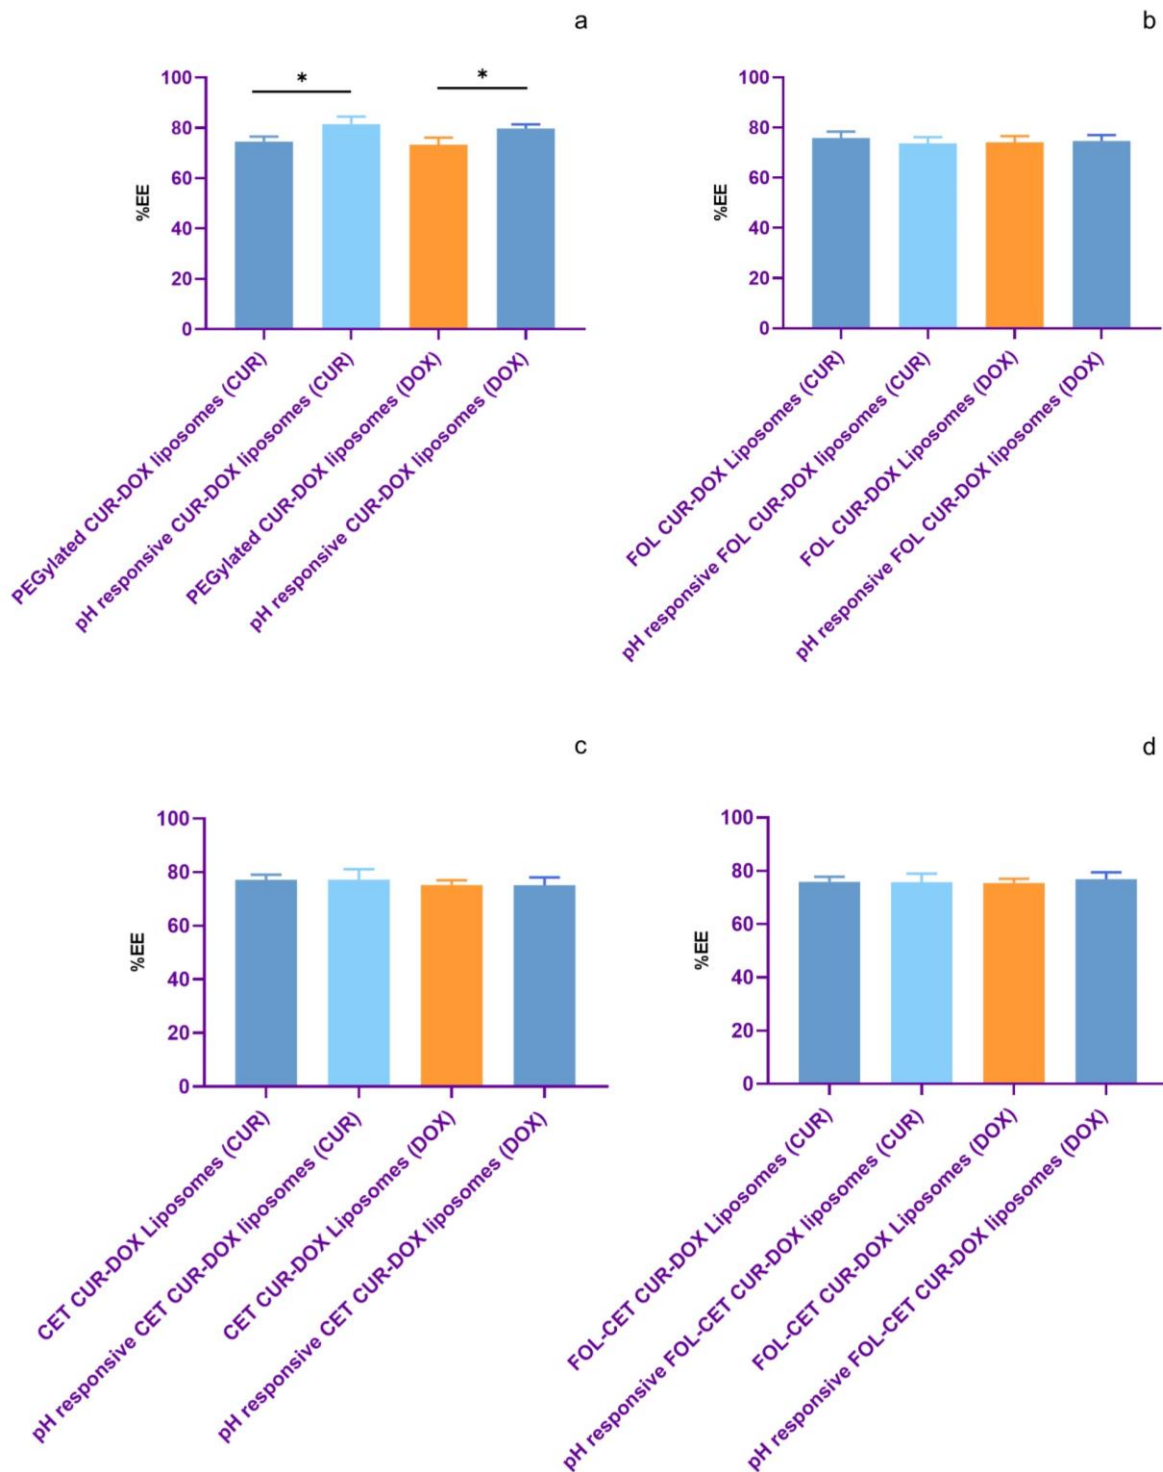 a
*
*
100
80
60
40
20
0
%EE
PEGylated CUR-DOX liposomes (CUR)
pH responsive CUR-DOX liposomes (CUR)
PEGylated CUR-DOX liposomes (DOX)
pH responsive CUR-DOX liposomes (DOX)
b
100
80
60
40
20
0
%EE
FOL CUR-DOX Liposomes (CUR)
pH responsive FOL CUR-DOX liposomes (CUR)
FOL CUR-DOX Liposomes (DOX)
pH responsive FOL CUR-DOX liposomes (DOX)
c
100
80
60
40
20
0
%EE
CET CUR-DOX Liposomes (CUR)
pH responsive CET CUR-DOX liposomes (CUR)
CET CUR-DOX Liposomes (DOX)
pH responsive CET CUR-DOX liposomes (DOX)
d
100
80
60
40
20
0
%EE
FOL-CET CUR-DOX Liposomes (CUR)
pH responsive FOL-CET CUR-DOX liposomes (CUR)
FOL-CET CUR-DOX Liposomes (DOX)
pH responsive FOL-CET CUR-DOX liposomes (DOX)